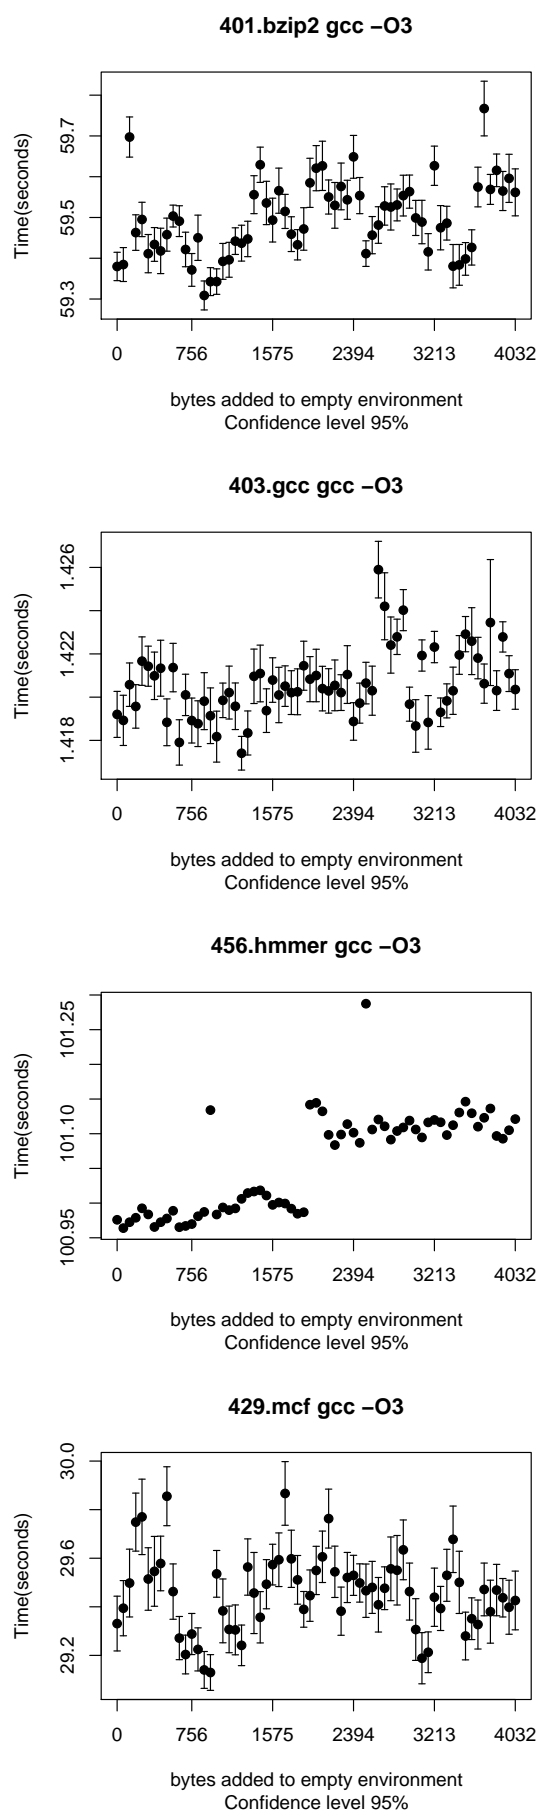 401.bzip2 gcc −O3
Time(seconds)
59.7
59.5
59.3
0 756 1575 2394 3213 4032
bytes added to empty environment
Confidence level 95%
403.gcc gcc −O3
Time(seconds)
1.426
1.422
1.418
0 756 1575 2394 3213 4032
bytes added to empty environment
Confidence level 95%
456.hmmer gcc −O3
Time(seconds)
101.25
101.10
100.95
0 756 1575 2394 3213 4032
bytes added to empty environment
Confidence level 95%
429.mcf gcc −O3
Time(seconds)
30.0
29.6
29.2
0 756 1575 2394 3213 4032
bytes added to empty environment
Confidence level 95%